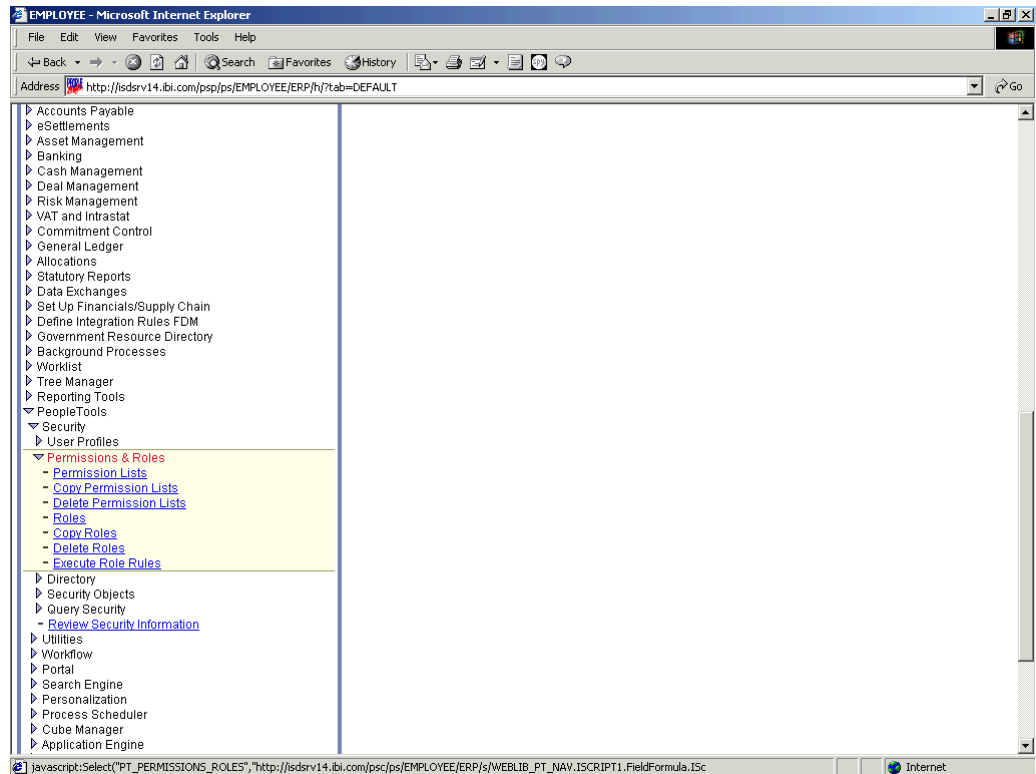 EMPLOYEE - Microsoft Internet Explorer
File Edit View Favorites Tools Help
Back Search Favorites History
Address http://isdsrv14.ibi.com/psp/ps/EMPLOYEE/ERP/h/?tab=DEFAULT Go
Accounts Payable
eSettlements
Asset Management
Banking
Cash Management
Deal Management
Risk Management
VAT and Intrastat
Commitment Control
General Ledger
Allocations
Statutory Reports
Data Exchanges
Set Up Financials/Supply Chain
Define Integration Rules FDM
Government Resource Directory
Background Processes
Worklist
Tree Manager
Reporting Tools
PeopleTools
Security
User Profiles
Permissions & Roles
- Permission Lists
- Copy Permission Lists
- Delete Permission Lists
- Roles
- Copy Roles
- Delete Roles
- Execute Role Rules
Directory
Security Objects
Query Security
- Review Security Information
Utilities
Workflow
Portal
Search Engine
Personalization
Process Scheduler
Cube Manager
Application Engine
javascript:Select("PT_PERMISSIONS_ROLES","http://isdsrv14.ibi.com/psc/ps/EMPLOYEE/ERP/s/WEBLIB_PT_NAV.ISCRIPT1.FieldFormula.ISc Internet